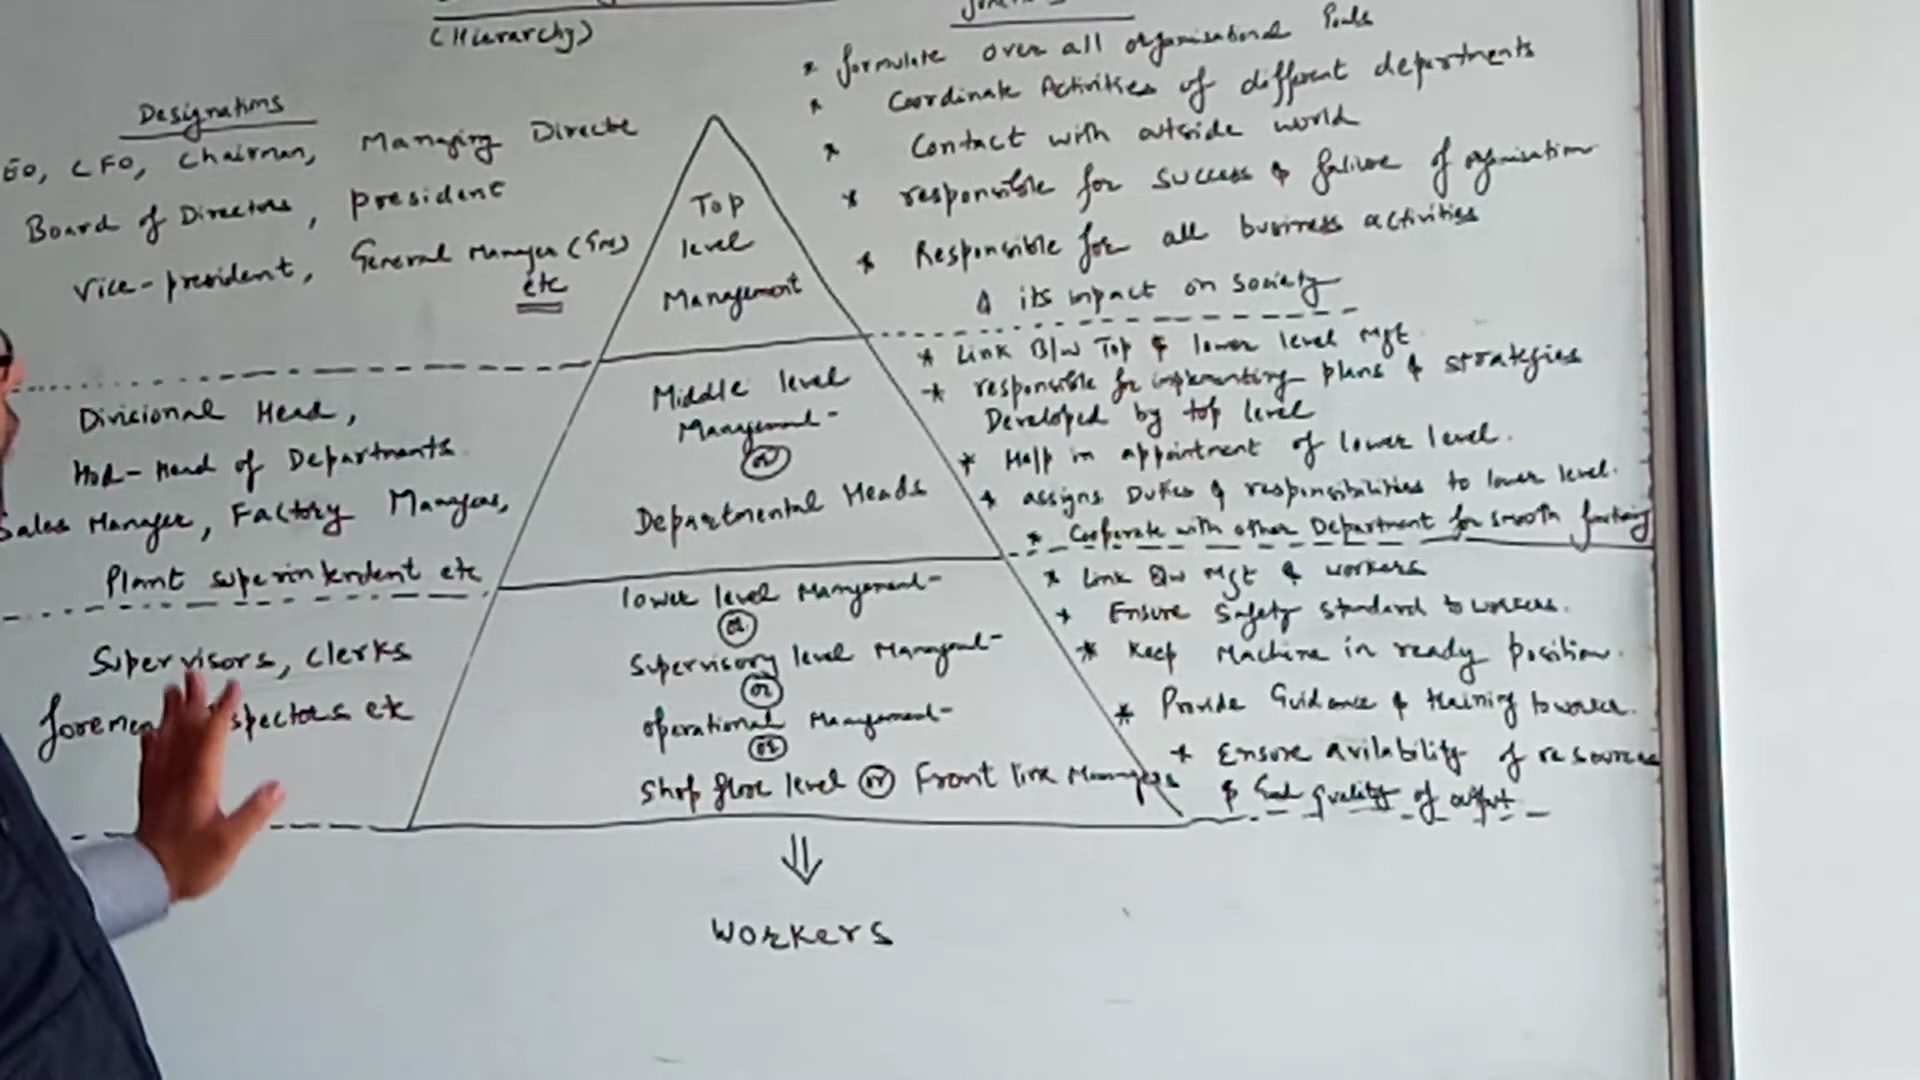 (Hierarchy)
Designations
EO, CFO, Chairman, Managing Directe
Board of Directors, president
Vice-president, General Manager (Gm)
etc
Divisional Head,
HoD-Head of Departments
Sales Manager, Factory Managers,
Plant superintendent etc
Supervisors, clerks
foremen spectors etc
Top
level
Management
Middle level
Management
or
Departmental Heads
lower level Management
or
Supervisory level Management
or
operational Management
or
Shop floor level or Front line Managers
⇓
Workers
* formulate over all organisational Goals
* Coordinate Activities of different departments
* Contact with outside world
* responsible for success & failure of organisation
* Responsible for all business activities
& its impact on society
* Link B/w Top & lower level Mgt
* responsible for implementing plans & strategies
Developed by top level
* Help in appointment of lower level.
* assigns Duties & responsibilities to lower level.
* Cooperate with other Department for smooth
* Link B/w Mgt & workers
* Ensure Safety standard to workers.
* Keep Machine in ready position.
* Provide Guidance & training to worker.
* Ensure avilability of resources
& Good quality of output